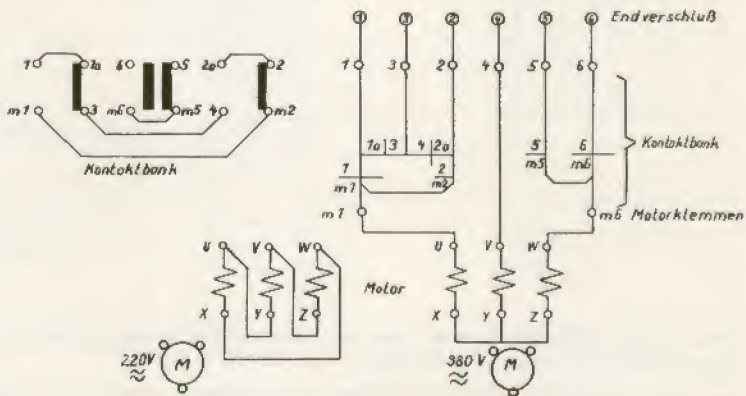 1 3 2 4 5 6 Endverschluß
1 1a 6 5 2a 2
1 3 2 4 5 6
m1 3 m6 m5 4 m2
Kontaktbank
1a 3 4 2a
5 6
m5 m6
Kontaktbank
1 2
m1 m2
m1 m6 Motorklemmen
U V W
U V W
Motor
X Y Z
X Y Z
220V M
380 V M